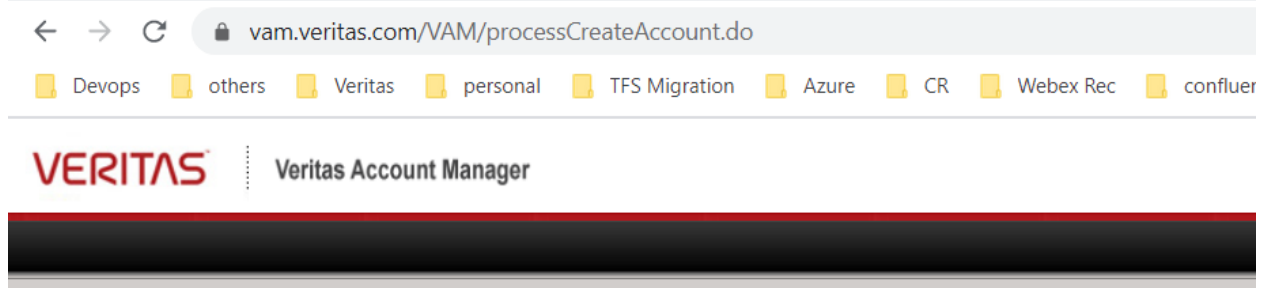 vam.veritas.com/VAM/processCreateAccount.do
Devops others Veritas personal TFS Migration Azure CR Webex Rec confluer
VERITAS Veritas Account Manager